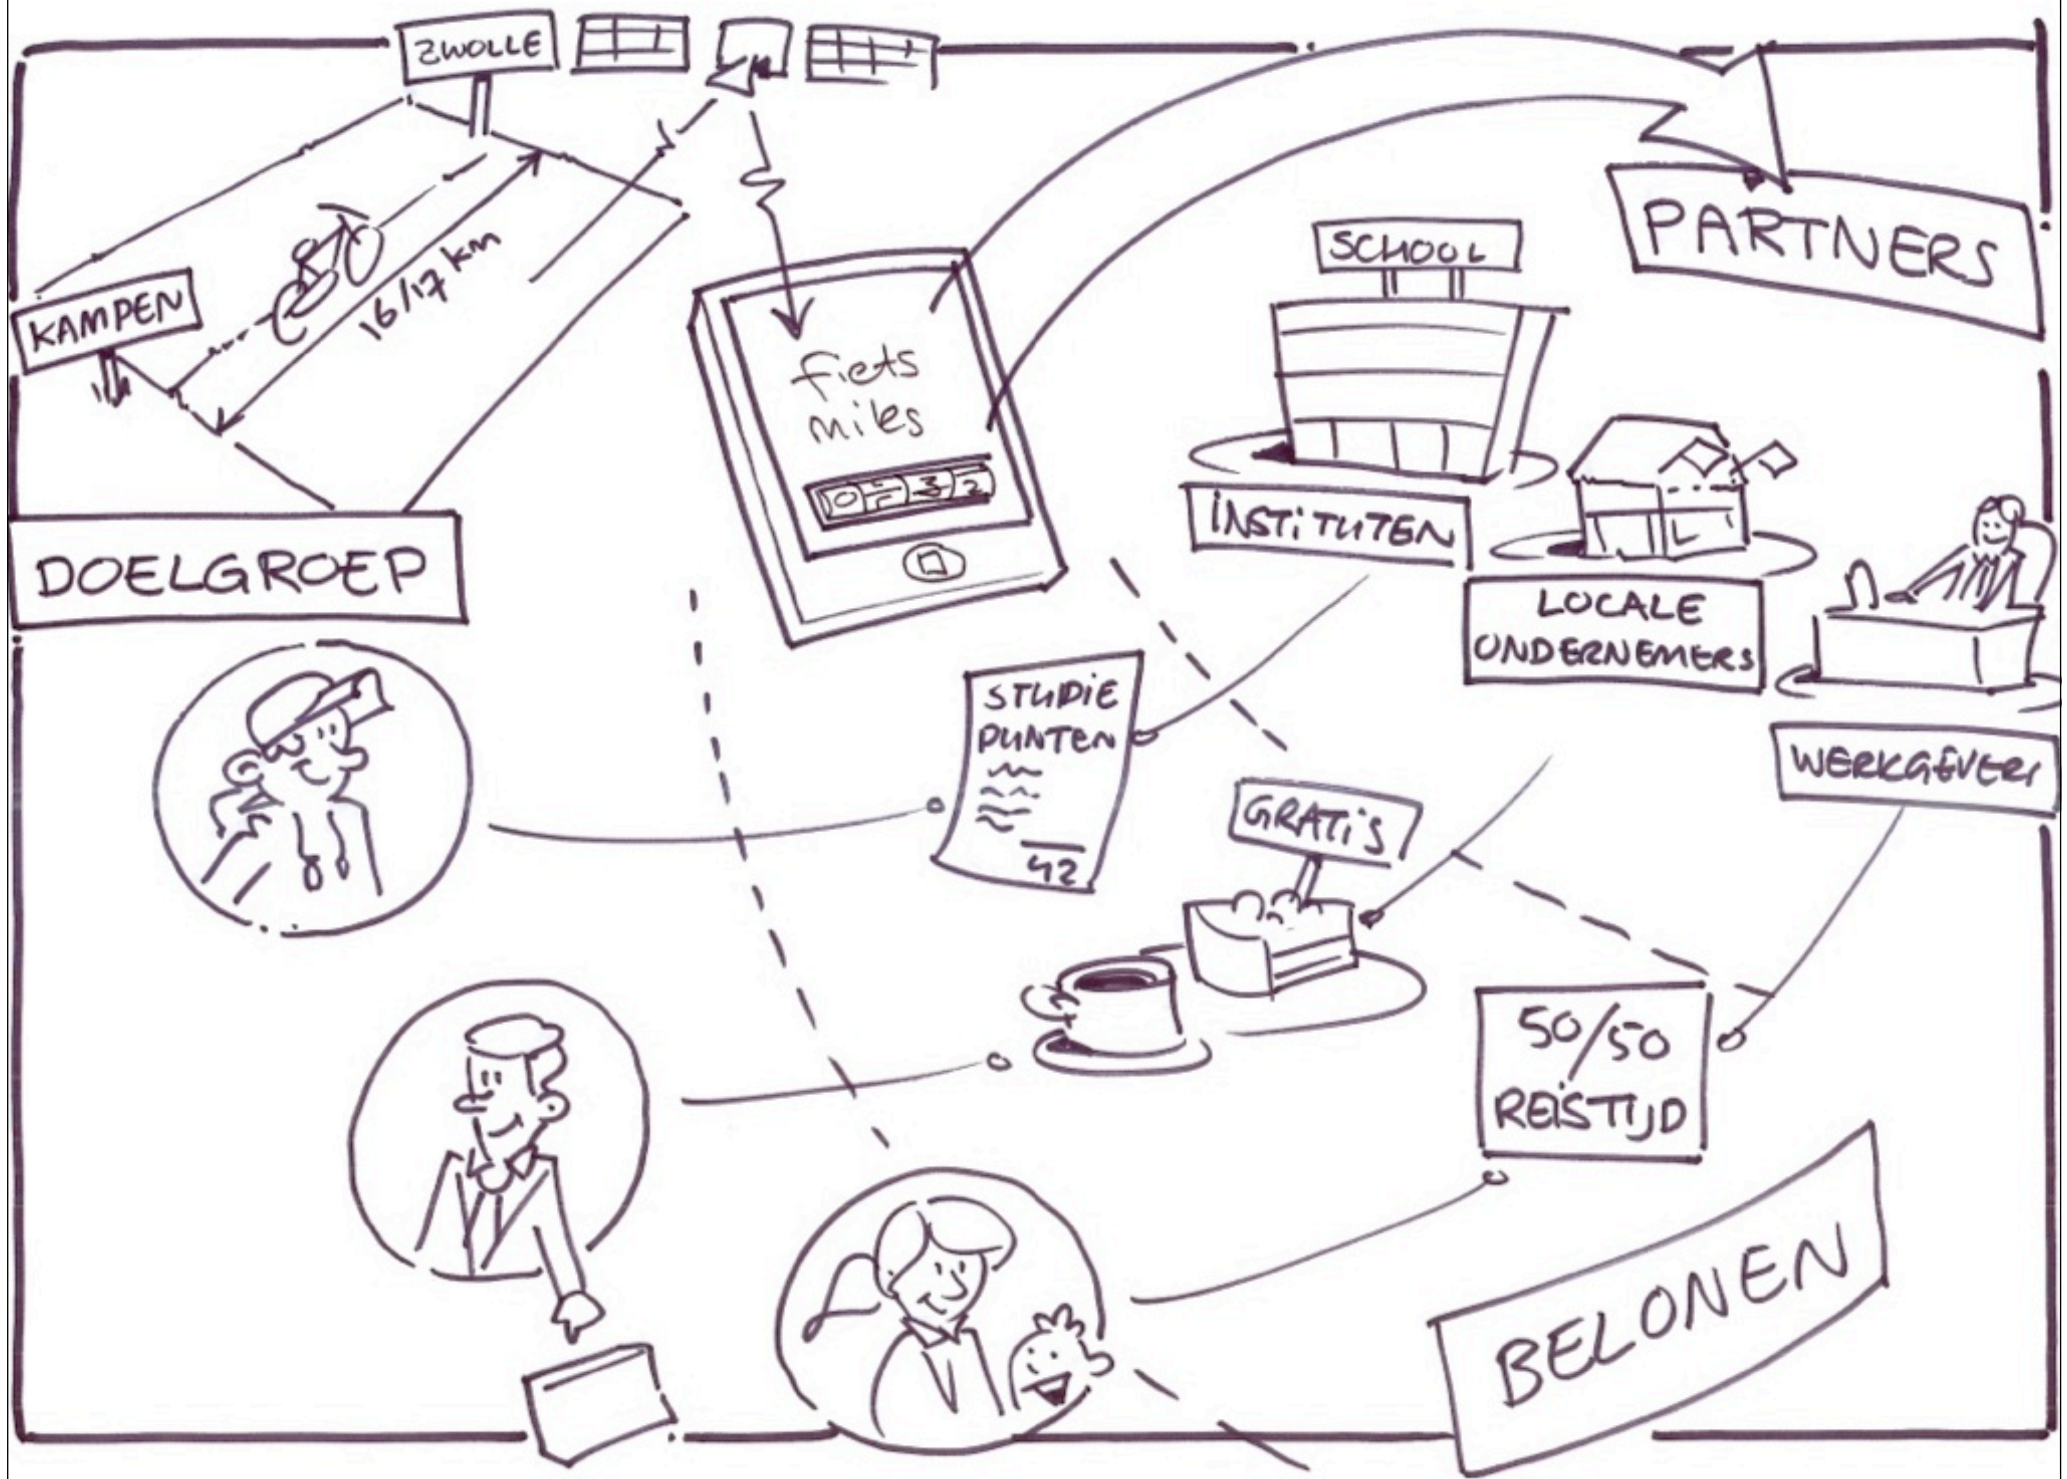 ZWOLLE
KAMPEN
16/17 km
DOELGROEP
fiets
miles
PARTNERS
SCHOOL
iNSTiTUTEN
LOCALE
ONDERNEMERS
WERKGEVERS
STUDiE
PUNTEN
42
GRATiS
50/50
REiSTIJD
BELONEN